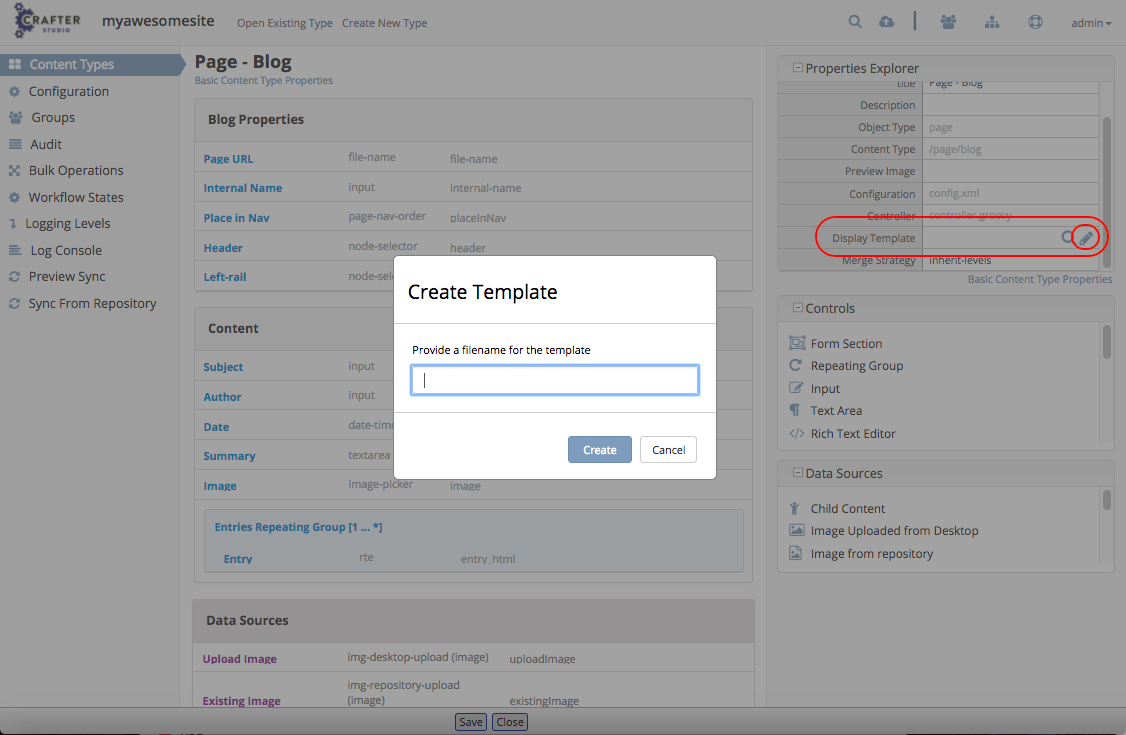 CRAFTER STUDIO myawesomesite Open Existing Type Create New Type admin
Content Types
Configuration
Groups
Audit
Bulk Operations
Workflow States
Logging Levels
Log Console
Preview Sync
Sync From Repository
Page - Blog
Basic Content Type Properties
Blog Properties
Page URL file-name file-name
Internal Name input internal-name
Place in Nav page-nav-order placeInNav
Header node-selector header
Left-rail node-sel
Content
Subject input
Author input
Date date-time
Summary textarea
Image image-picker image
Entries Repeating Group [1 ... *]
Entry rte entry_html
Data Sources
Upload Image img-desktop-upload (image) uploadImage
Existing Image img-repository-upload (image) existingImage
Create Template
Provide a filename for the template
Create Cancel
Properties Explorer
Title Page - Blog
Description
Object Type page
Content Type /page/blog
Preview Image
Configuration config.xml
Controller controller.groovy
Display Template
Merge Strategy inherit-levels
Basic Content Type Properties
Controls
Form Section
Repeating Group
Input
Text Area
Rich Text Editor
Data Sources
Child Content
Image Uploaded from Desktop
Image from repository
Save Close